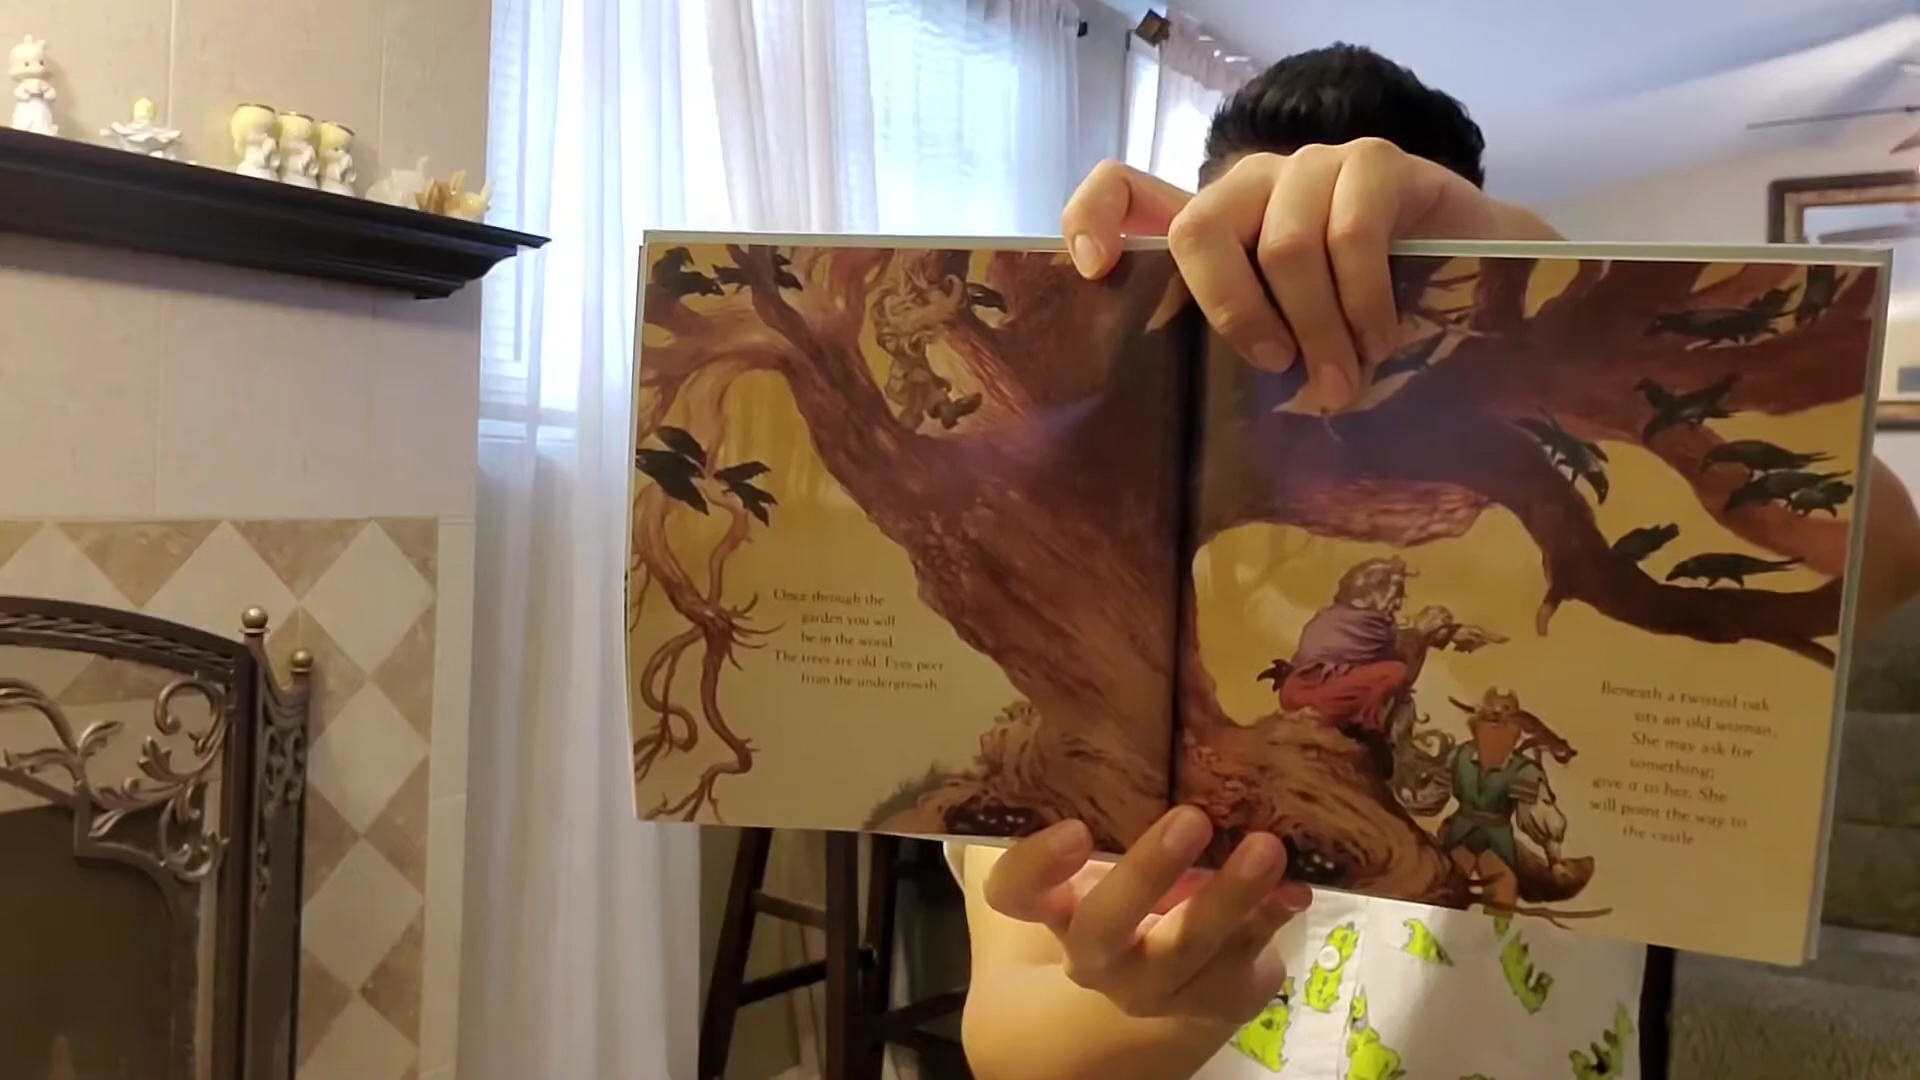 Once through the
garden you will
be in the wood.
The trees are old. Eyes peer
from the undergrowth.
Beneath a twisted oak
sits an old woman.
She may ask for
something;
give it to her. She
will point the way to
the castle.